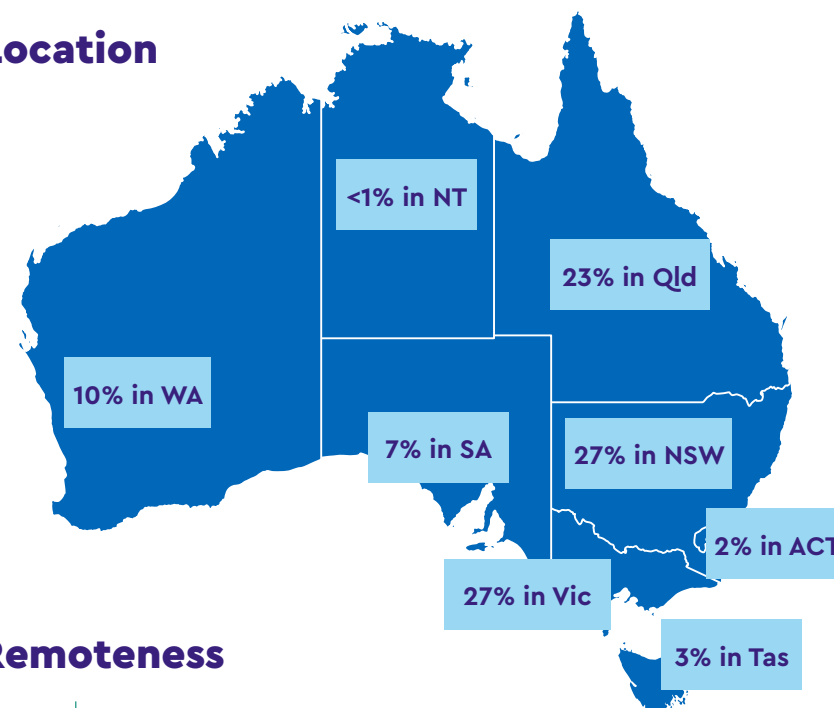 Location
<1% in NT
23% in Qld
10% in WA
7% in SA
27% in NSW
2% in ACT
27% in Vic
3% in Tas
Remoteness